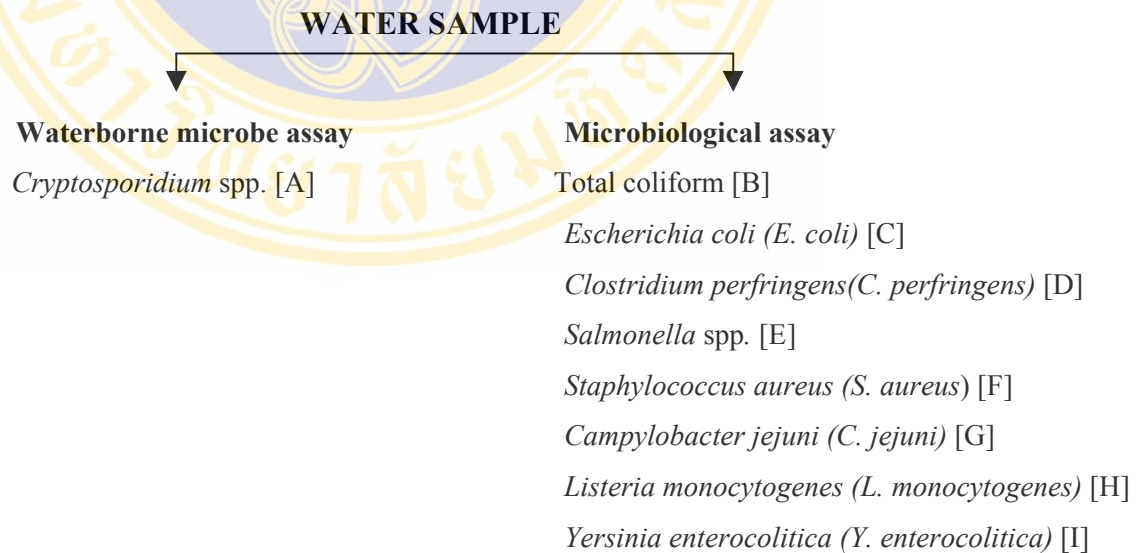 WATER SAMPLE
Waterborne microbe assay
Cryptosporidium spp. [A]
Microbiological assay
Total coliform [B]
Escherichia coli (E. coli) [C]
Clostridium perfringens(C. perfringens) [D]
Salmonella spp. [E]
Staphylococcus aureus (S. aureus) [F]
Campylobacter jejuni (C. jejuni) [G]
Listeria monocytogenes (L. monocytogenes) [H]
Yersinia enterocolitica (Y. enterocolitica) [I]